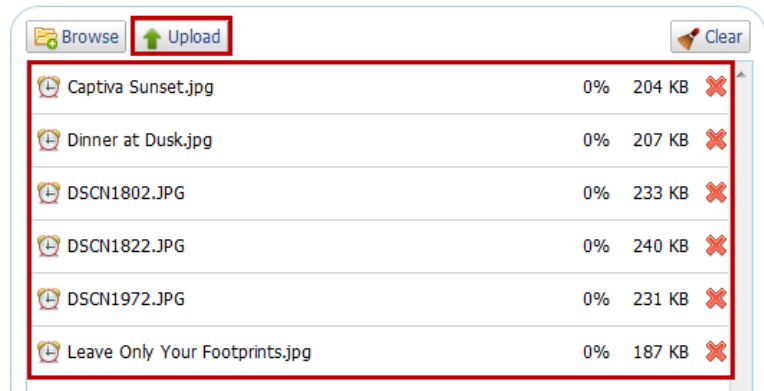 Browse Upload Clear
Captiva Sunset.jpg 0% 204 KB
Dinner at Dusk.jpg 0% 207 KB
DSCN1802.JPG 0% 233 KB
DSCN1822.JPG 0% 240 KB
DSCN1972.JPG 0% 231 KB
Leave Only Your Footprints.jpg 0% 187 KB